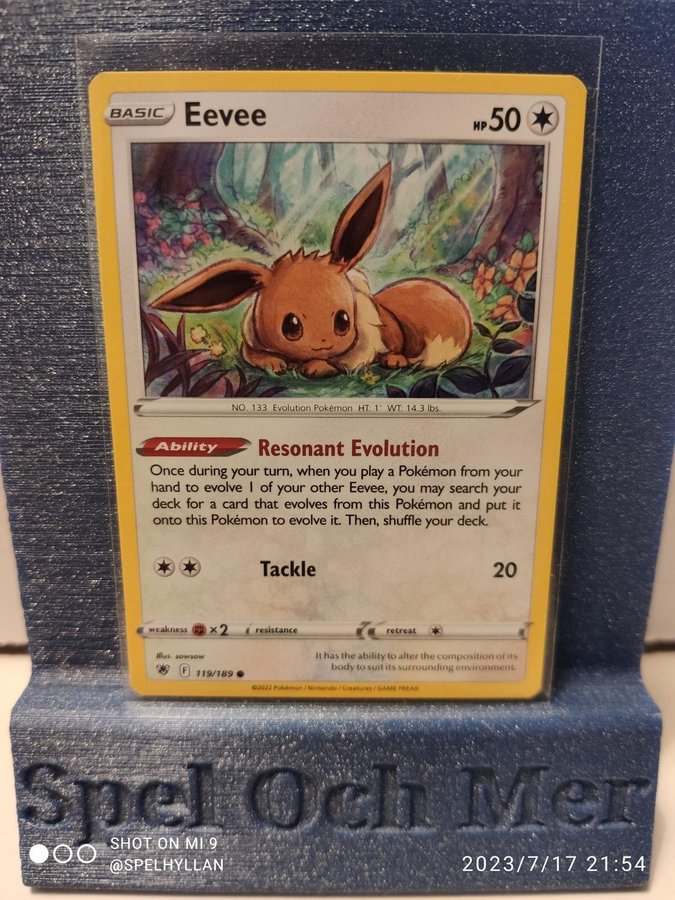 BASIC Eevee HP 50
NO. 133 Evolution Pokémon HT: 1' WT: 14.3 lbs.
Ability Resonant Evolution
Once during your turn, when you play a Pokémon from your
hand to evolve 1 of your other Eevee, you may search your
deck for a card that evolves from this Pokémon and put it
onto this Pokémon to evolve it. Then, shuffle your deck.
Tackle 20
weakness ×2 resistance retreat
Illus. sowsow
It has the ability to alter the composition of its
body to suit its surrounding environment.
F 119/189
©2022 Pokémon / Nintendo / Creatures / GAME FREAK
Spel Och Mer
SHOT ON MI 9
@SPELHYLLAN
2023/7/17 21:54